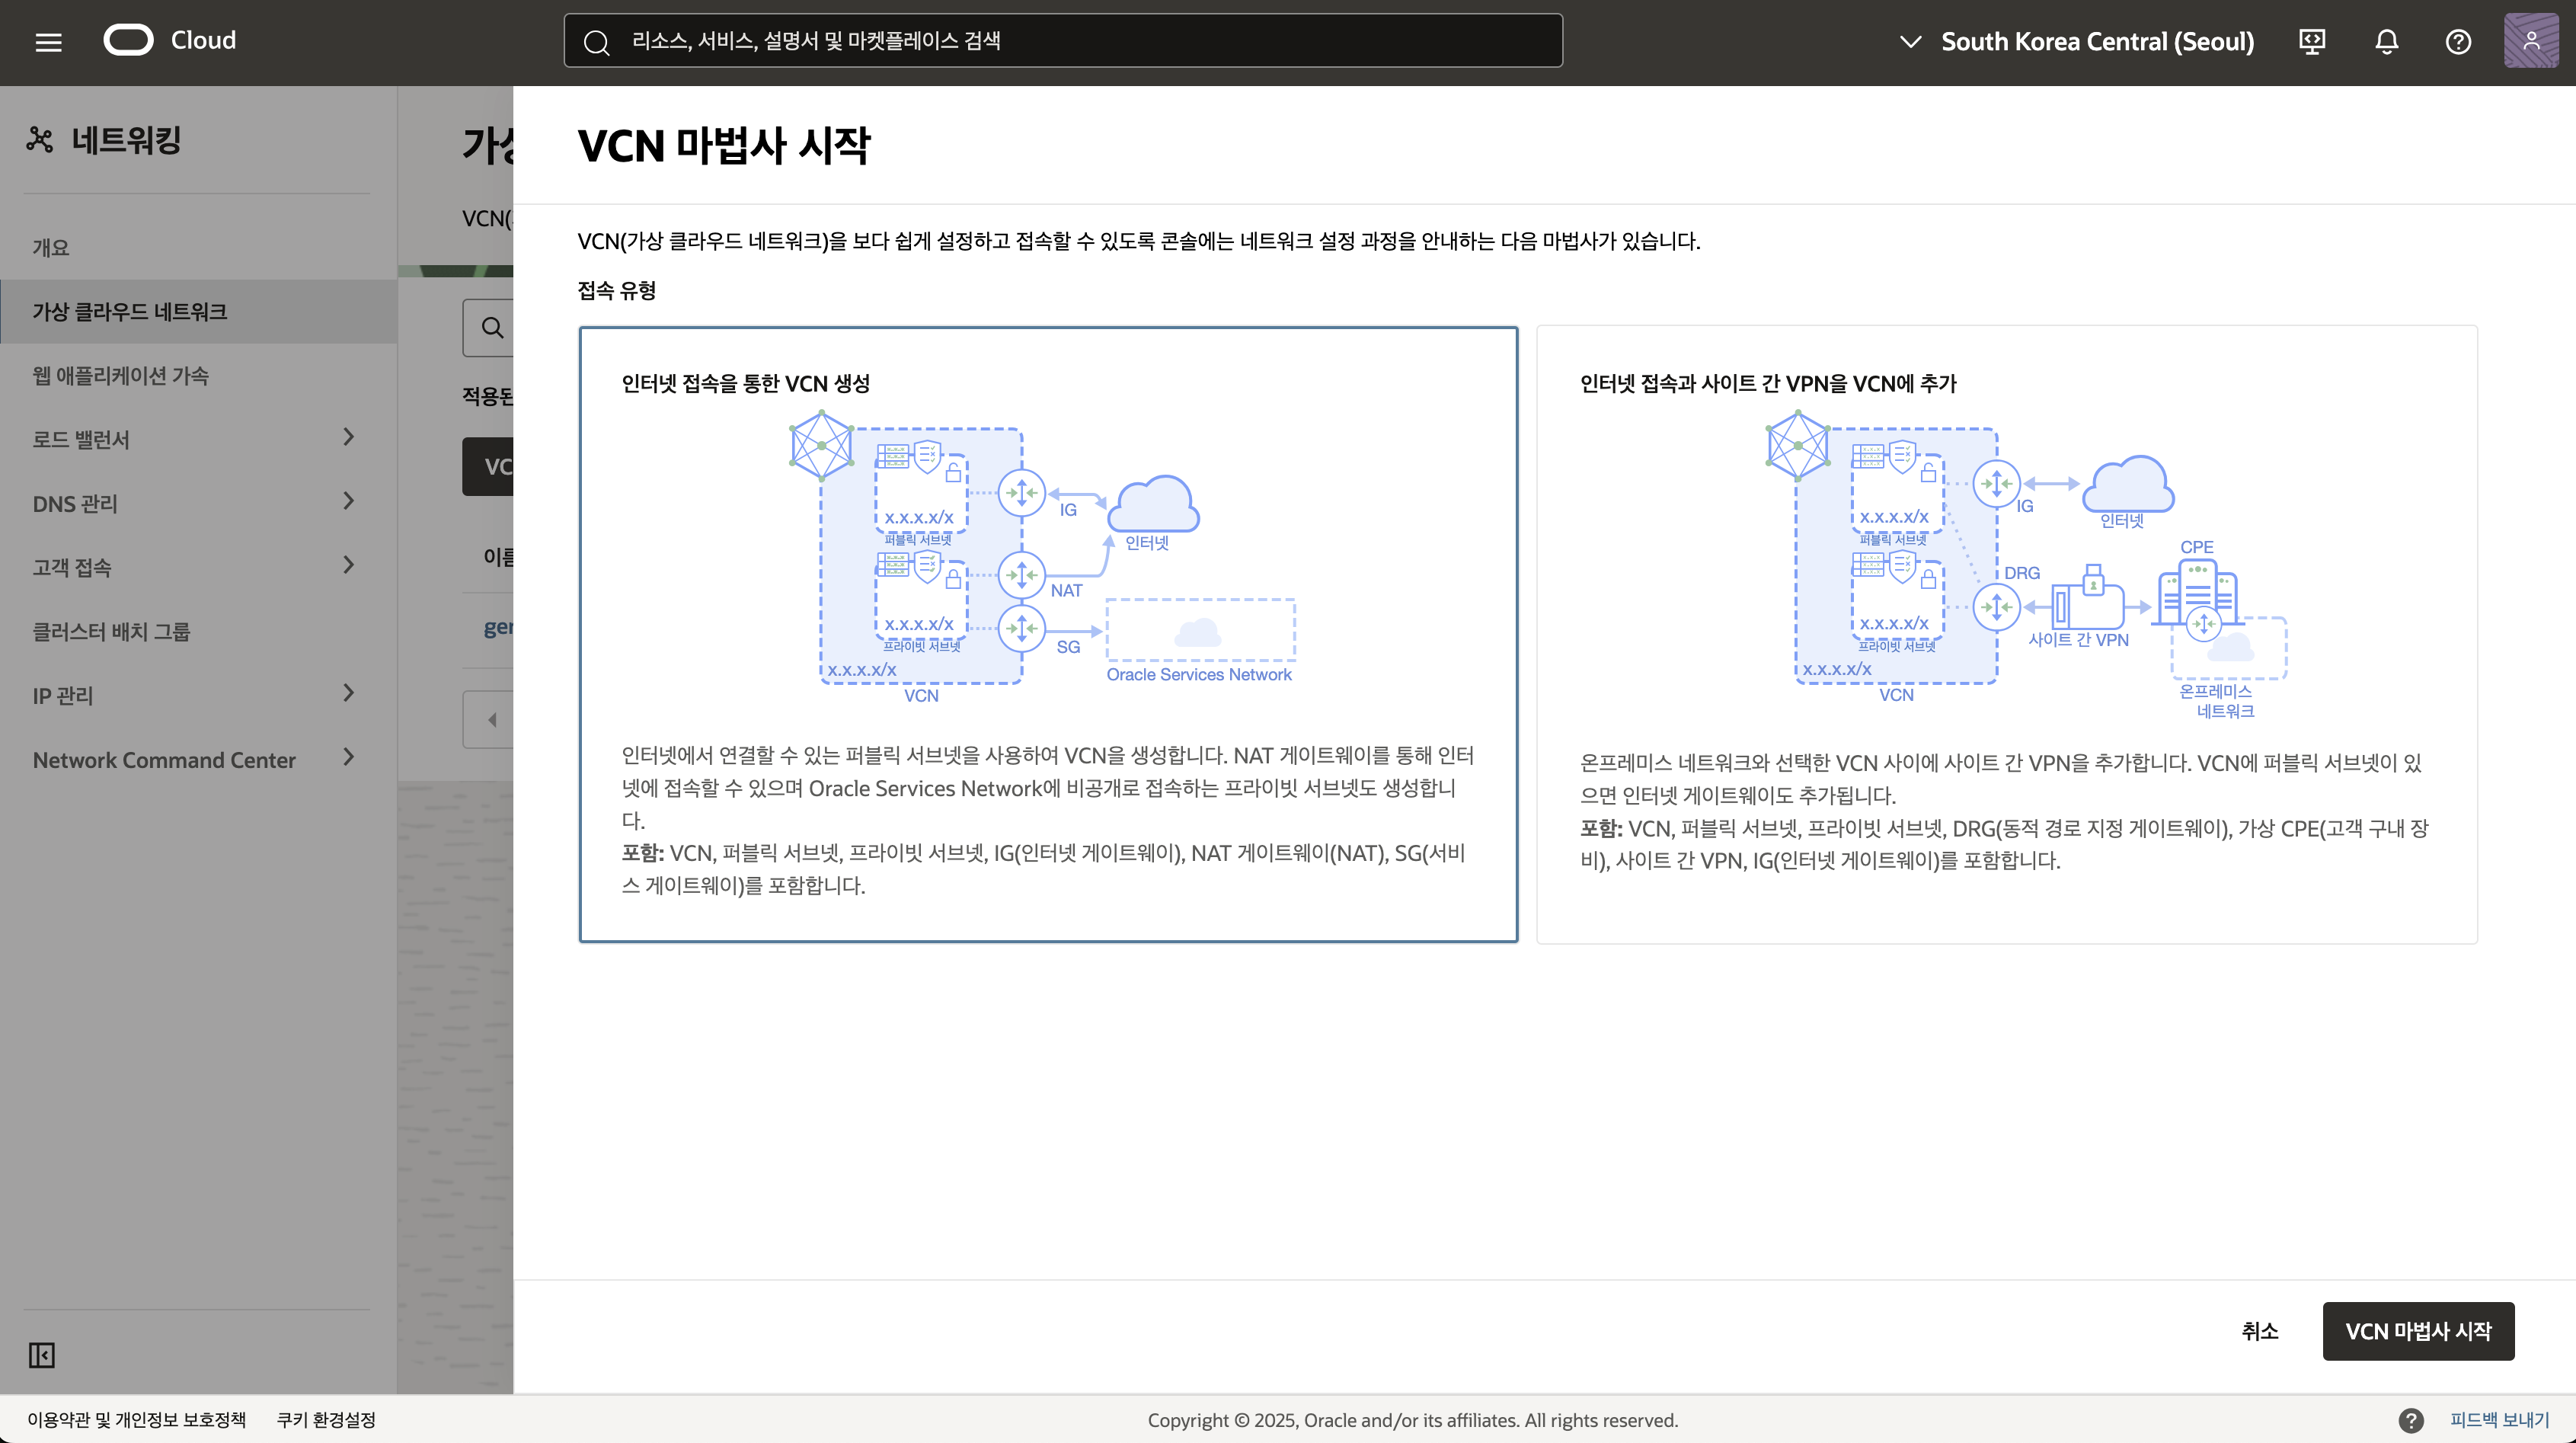 Cloud
리소스, 서비스, 설명서 및 마켓플레이스 검색
South Korea Central (Seoul)
네트워킹
개요
가상 클라우드 네트워크
웹 애플리케이션 가속
로드 밸런서
DNS 관리
고객 접속
클러스터 배치 그룹
IP 관리
Network Command Center
VCN(
적용된
VC
VCN 마법사 시작
VCN(가상 클라우드 네트워크)을 보다 쉽게 설정하고 접속할 수 있도록 콘솔에는 네트워크 설정 과정을 안내하는 다음 마법사가 있습니다.
접속 유형
인터넷 접속을 통한 VCN 생성
x.x.x.x/x
퍼블릭 서브넷
x.x.x.x/x
프라이빗 서브넷
x.x.x.x/x
VCN
IG
인터넷
NAT
SG
Oracle Services Network
인터넷에서 연결할 수 있는 퍼블릭 서브넷을 사용하여 VCN을 생성합니다. NAT 게이트웨이를 통해 인터
넷에 접속할 수 있으며 Oracle Services Network에 비공개로 접속하는 프라이빗 서브넷도 생성합니
다.
포함: VCN, 퍼블릭 서브넷, 프라이빗 서브넷, IG(인터넷 게이트웨이), NAT 게이트웨이(NAT), SG(서비
스 게이트웨이)를 포함합니다.
인터넷 접속과 사이트 간 VPN을 VCN에 추가
x.x.x.x/x
퍼블릭 서브넷
x.x.x.x/x
프라이빗 서브넷
x.x.x.x/x
VCN
IG
인터넷
DRG
사이트 간 VPN
CPE
온프레미스
네트워크
온프레미스 네트워크와 선택한 VCN 사이에 사이트 간 VPN을 추가합니다. VCN에 퍼블릭 서브넷이 있
으면 인터넷 게이트웨이도 추가됩니다.
포함: VCN, 퍼블릭 서브넷, 프라이빗 서브넷, DRG(동적 경로 지정 게이트웨이), 가상 CPE(고객 구내 장
비), 사이트 간 VPN, IG(인터넷 게이트웨이)를 포함합니다.
취소
VCN 마법사 시작
이용약관 및 개인정보 보호정책
쿠키 환경설정
Copyright © 2025, Oracle and/or its affiliates. All rights reserved.
피드백 보내기